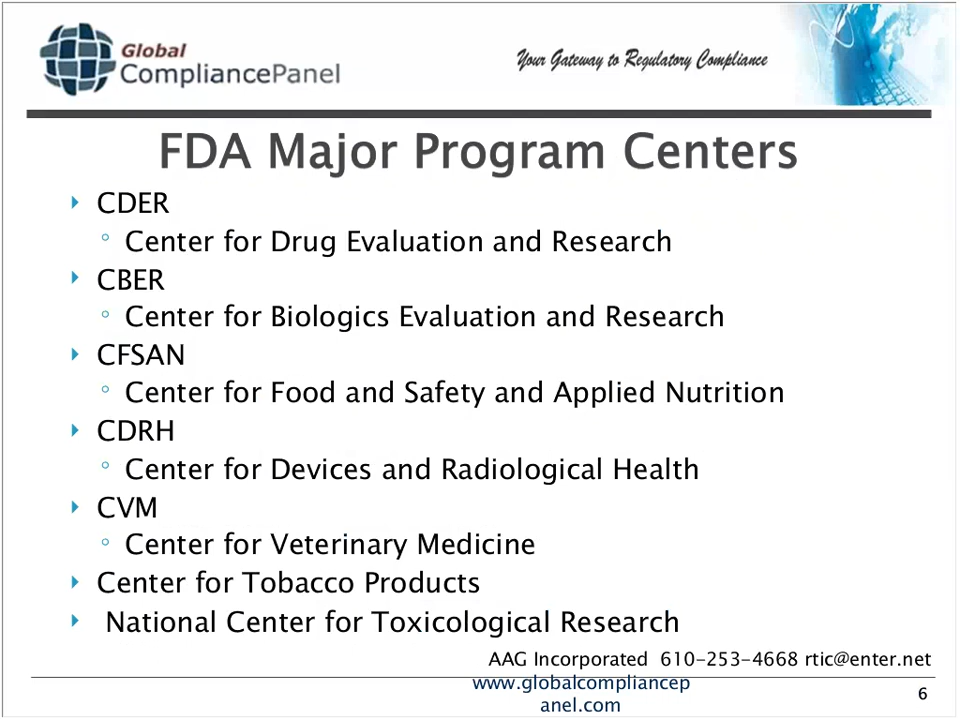 Global
CompliancePanel
Your Gateway to Regulatory Compliance
FDA Major Program Centers
CDER
Center for Drug Evaluation and Research
CBER
Center for Biologics Evaluation and Research
CFSAN
Center for Food and Safety and Applied Nutrition
CDRH
Center for Devices and Radiological Health
CVM
Center for Veterinary Medicine
Center for Tobacco Products
National Center for Toxicological Research
AAG Incorporated 610-253-4668 rtic@enter.net
www.globalcompliancep
anel.com
6